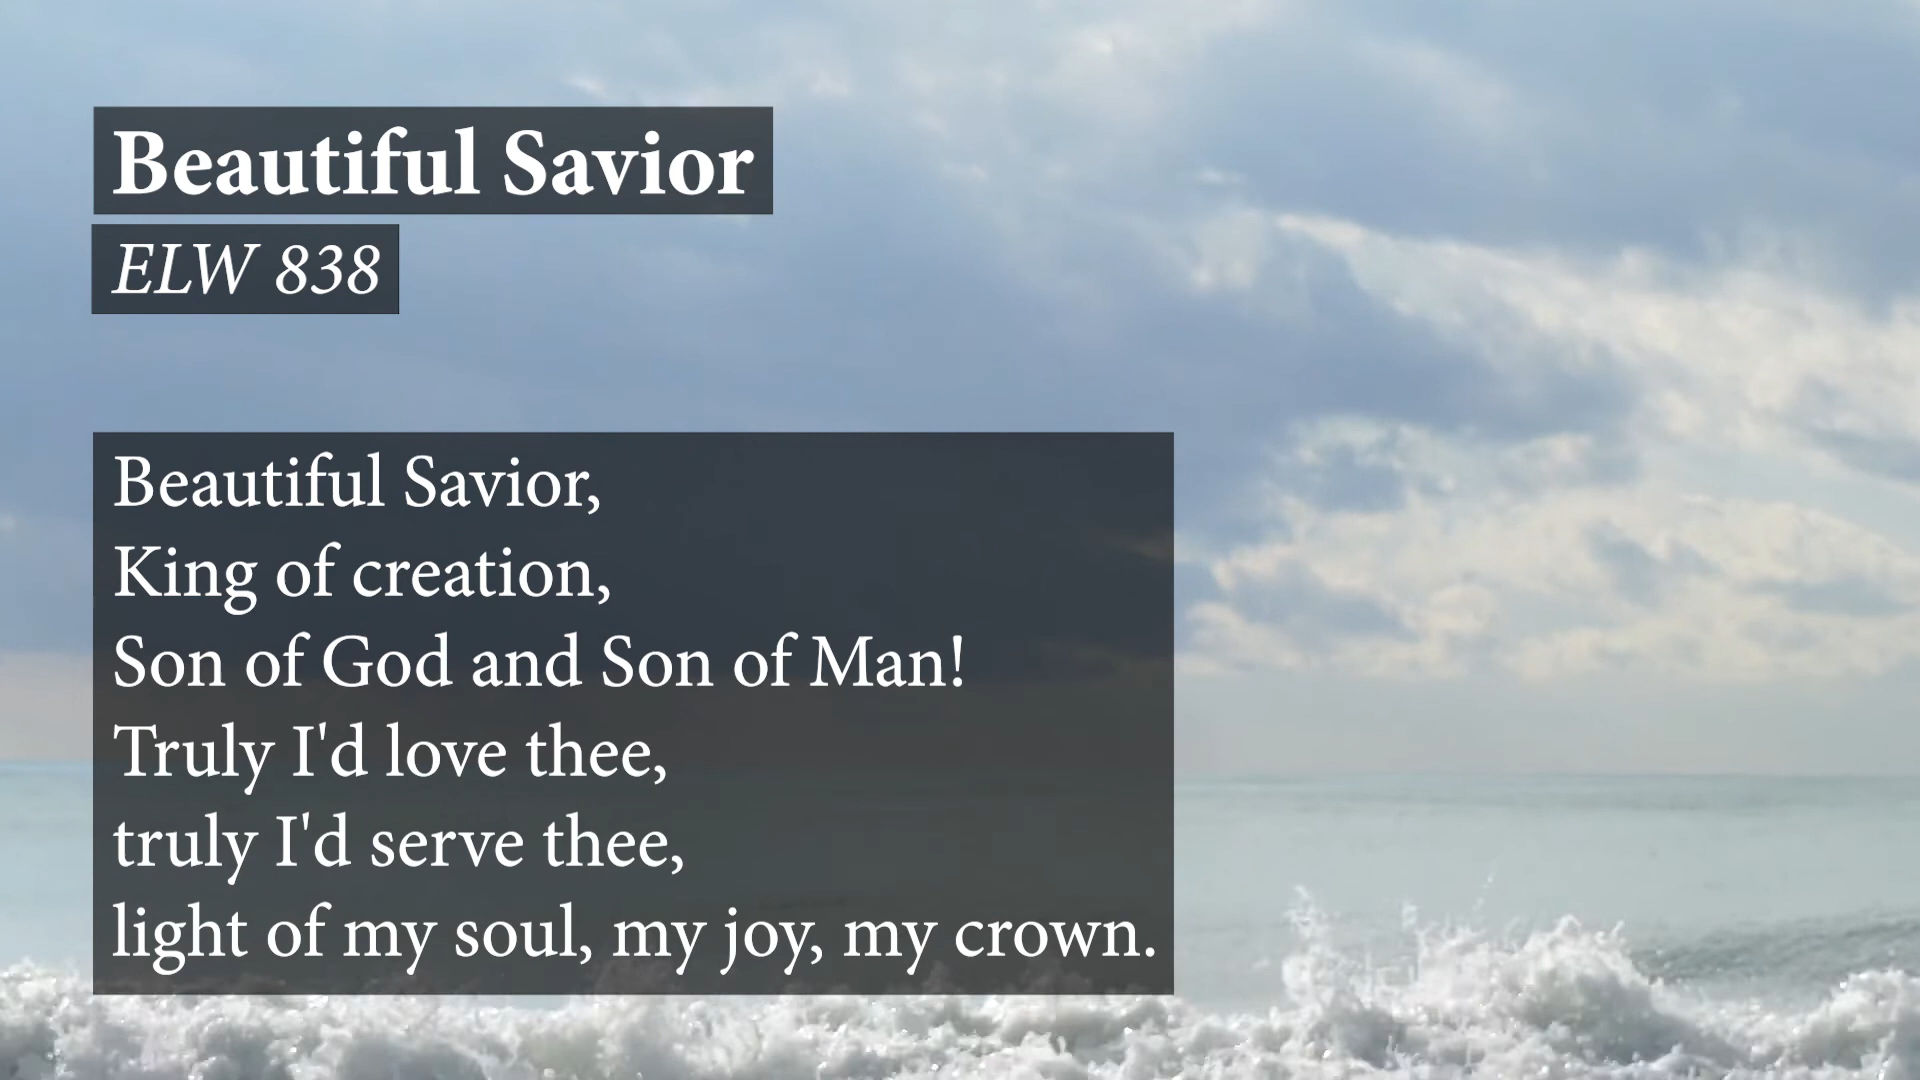 Beautiful Savior
ELW 838
Beautiful Savior,
King of creation,
Son of God and Son of Man!
Truly I'd love thee,
truly I'd serve thee,
light of my soul, my joy, my crown.